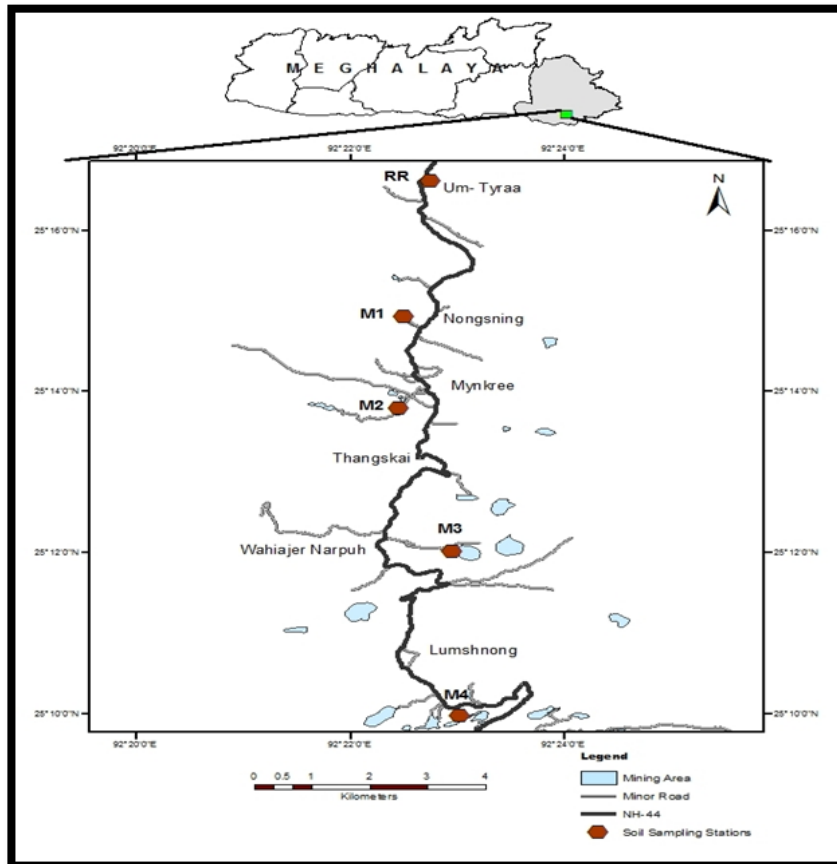 MEGHALAYA
92°20'0"E 92°22'0"E 92°24'0"E
RR Um- Tyraa
N
25°16'0"N 25°16'0"N
M1 Nongsning
25°14'0"N 25°14'0"N
Mynkree
M2
Thangskai
M3
25°12'0"N 25°12'0"N
Wahiajer Narpuh
Lumshnong
M4
25°10'0"N 25°10'0"N
92°20'0"E 92°22'0"E 92°24'0"E
Legend
0 0.5 1 2 3 4
Kilometers
Mining Area
Minor Road
NH-44
Soil Sampling Stations